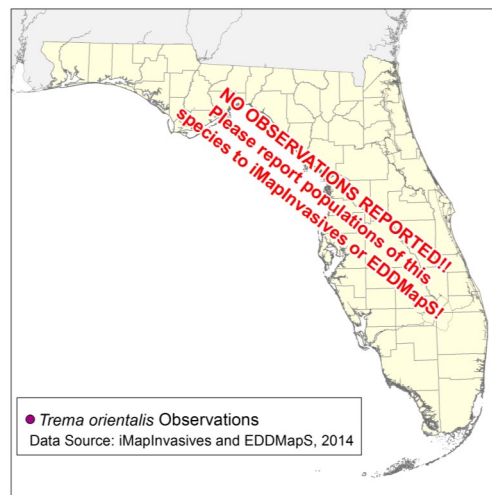 NO OBSERVATIONS REPORTED!!
Please report populations of this
species to iMapInvasives or EDDMapS!
Trema orientalis Observations
Data Source: iMapInvasives and EDDMapS, 2014